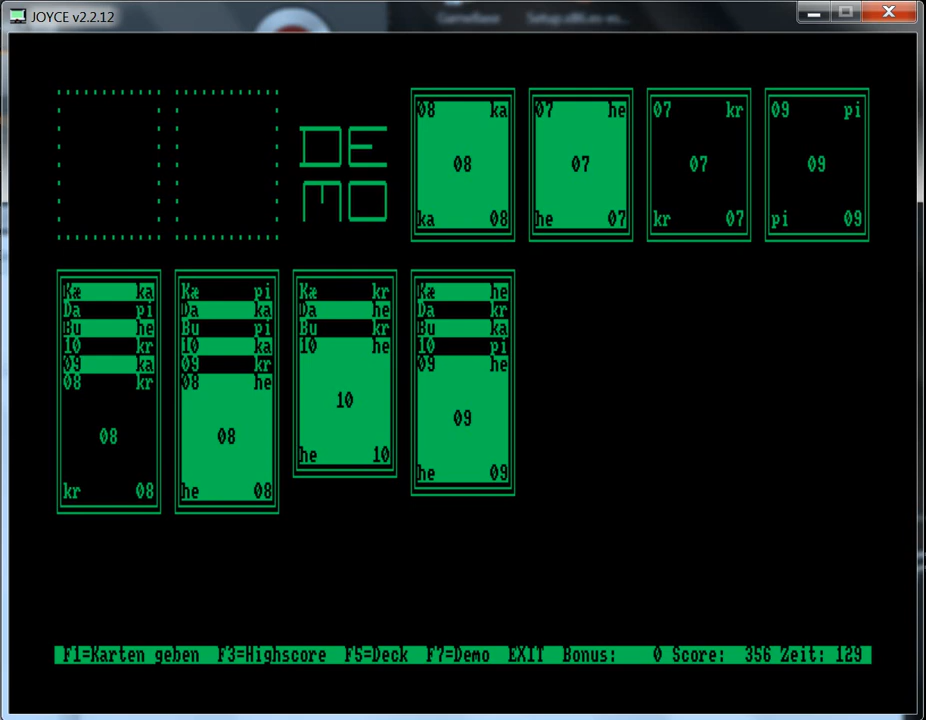 JOYCE v2.2.12
GameBase Setup.x86.es-es...
DE
MO
08 ka
08
ka 08
07 he
07
he 07
07 kr
07
kr 07
09 pi
09
pi 09
Kæ ka
Da pi
Bu he
10 kr
09 ka
08 kr
08
kr 08
Kæ pi
Da ka
Bu pi
10 ka
09 kr
08 he
08
he 08
Kæ kr
Da he
Bu kr
10 he
10
he 10
Kæ he
Da kr
Bu ka
10 pi
09 he
09
he 09
F1=Karten geben F3=Highscore F5=Deck F7=Demo EXIT Bonus: 0 Score: 356 Zeit: 129